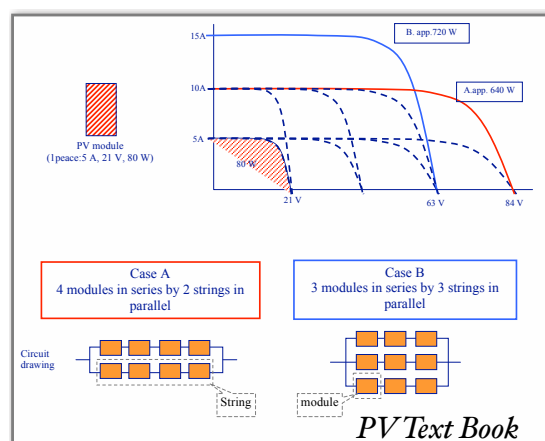 15A
B. app.720 W
10A
A.app. 640 W
PV module
(1peace:5 A, 21 V, 80 W)
5A
80 W
21 V
63 V
84 V
Case A
4 modules in series by 2 strings in
parallel
Case B
3 modules in series by 3 strings in
parallel
Circuit
drawing
String
module
PV Text Book